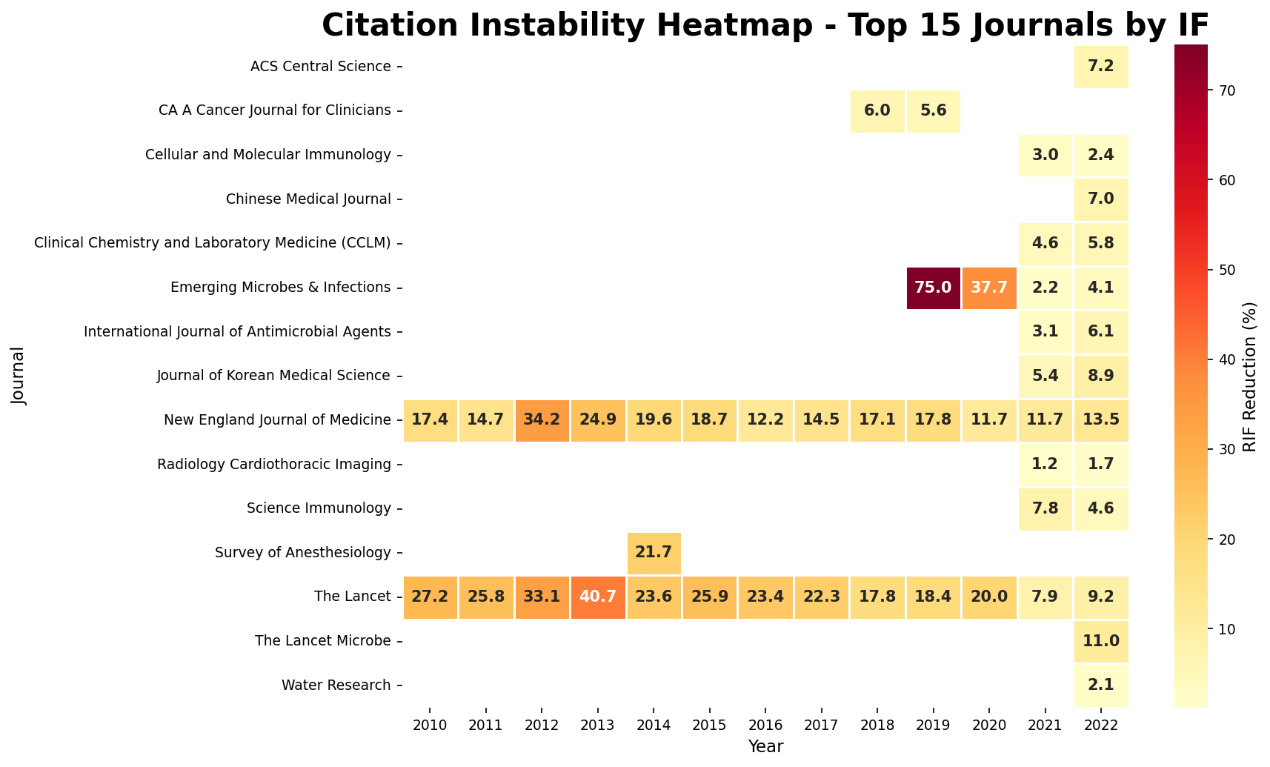 Citation Instability Heatmap - Top 15 Journals by IF
ACS Central Science 7.2
CA A Cancer Journal for Clinicians 6.0 5.6
Cellular and Molecular Immunology 3.0 2.4
Chinese Medical Journal 7.0
Clinical Chemistry and Laboratory Medicine (CCLM) 4.6 5.8
Emerging Microbes & Infections 75.0 37.7 2.2 4.1
International Journal of Antimicrobial Agents 3.1 6.1
Journal of Korean Medical Science 5.4 8.9
New England Journal of Medicine 17.4 14.7 34.2 24.9 19.6 18.7 12.2 14.5 17.1 17.8 11.7 11.7 13.5
Radiology Cardiothoracic Imaging 1.2 1.7
Science Immunology 7.8 4.6
Survey of Anesthesiology 21.7
The Lancet 27.2 25.8 33.1 40.7 23.6 25.9 23.4 22.3 17.8 18.4 20.0 7.9 9.2
The Lancet Microbe 11.0
Water Research 2.1
2010 2011 2012 2013 2014 2015 2016 2017 2018 2019 2020 2021 2022
Year
Journal
70
60
50
40
30
20
10
RIF Reduction (%)